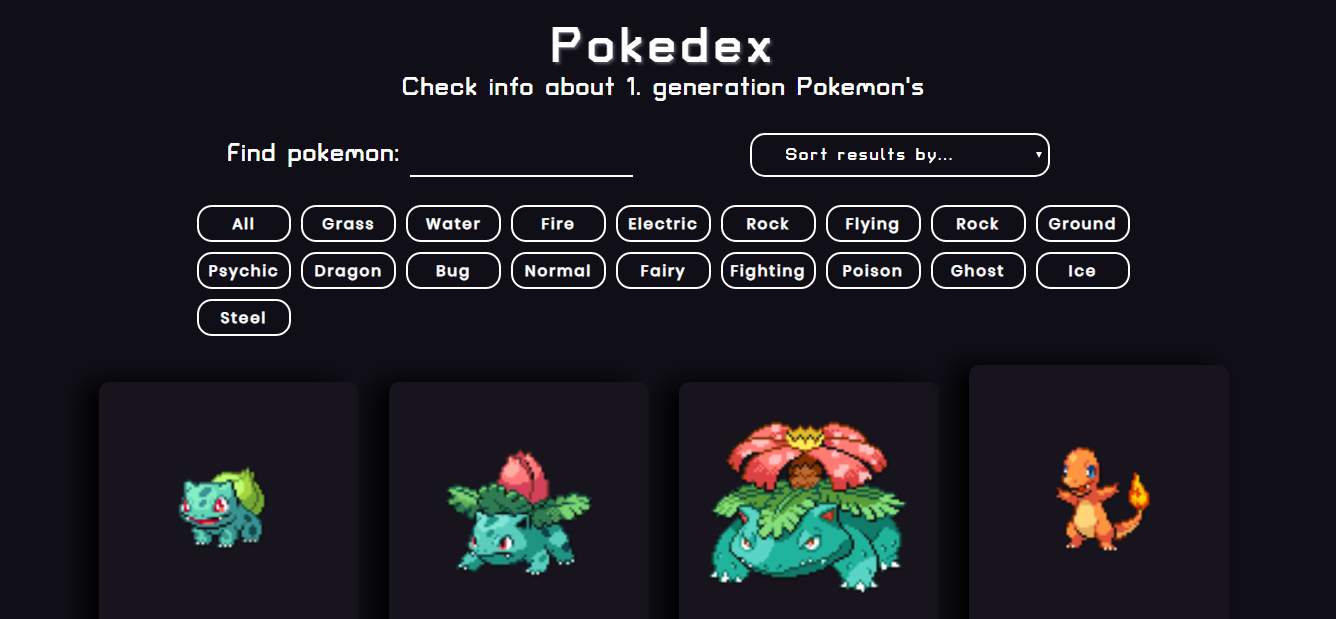 Pokedex
Check info about 1. generation Pokemon's
Find pokemon: Sort results by...
All Grass Water Fire Electric Rock Flying Rock Ground
Psychic Dragon Bug Normal Fairy Fighting Poison Ghost Ice
Steel